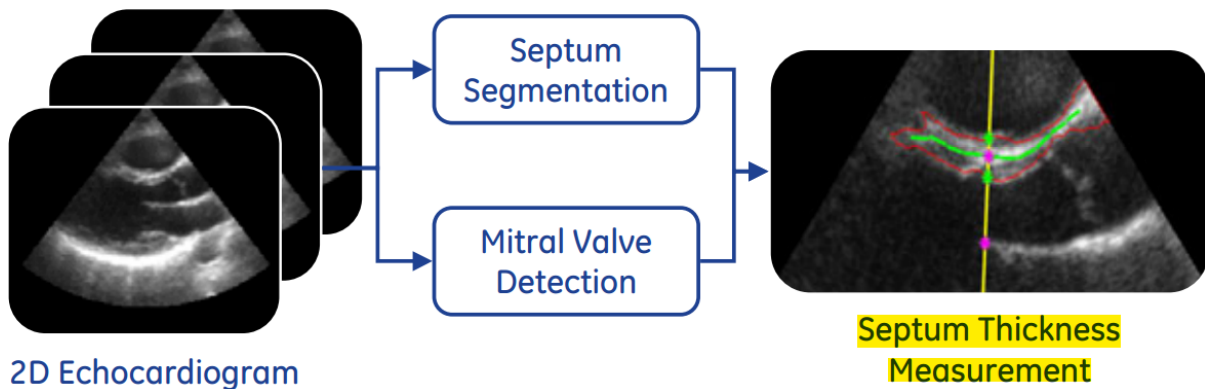 Septum
Segmentation
Mitral Valve
Detection
2D Echocardiogram
Septum Thickness
Measurement